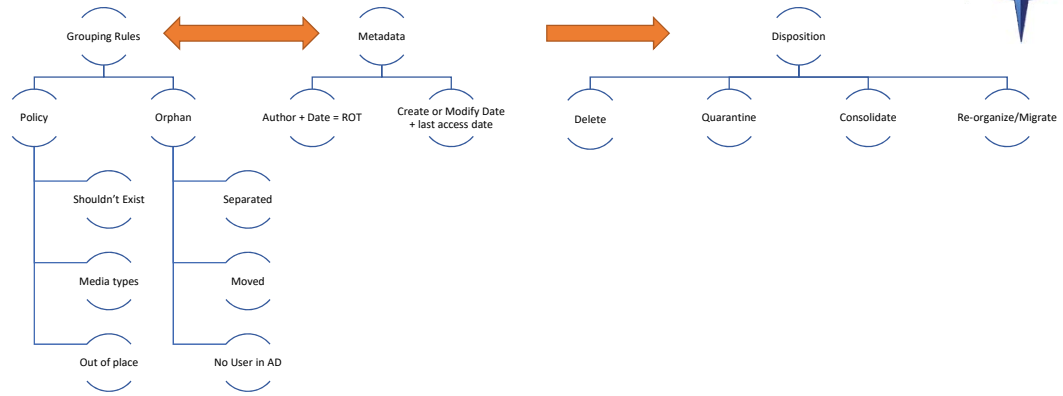 Grouping Rules
Metadata
Disposition
Policy
Orphan
Author + Date = ROT
Create or Modify Date
+ last access date
Delete
Quarantine
Consolidate
Re-organize/Migrate
Shouldn’t Exist
Separated
Media types
Moved
Out of place
No User in AD